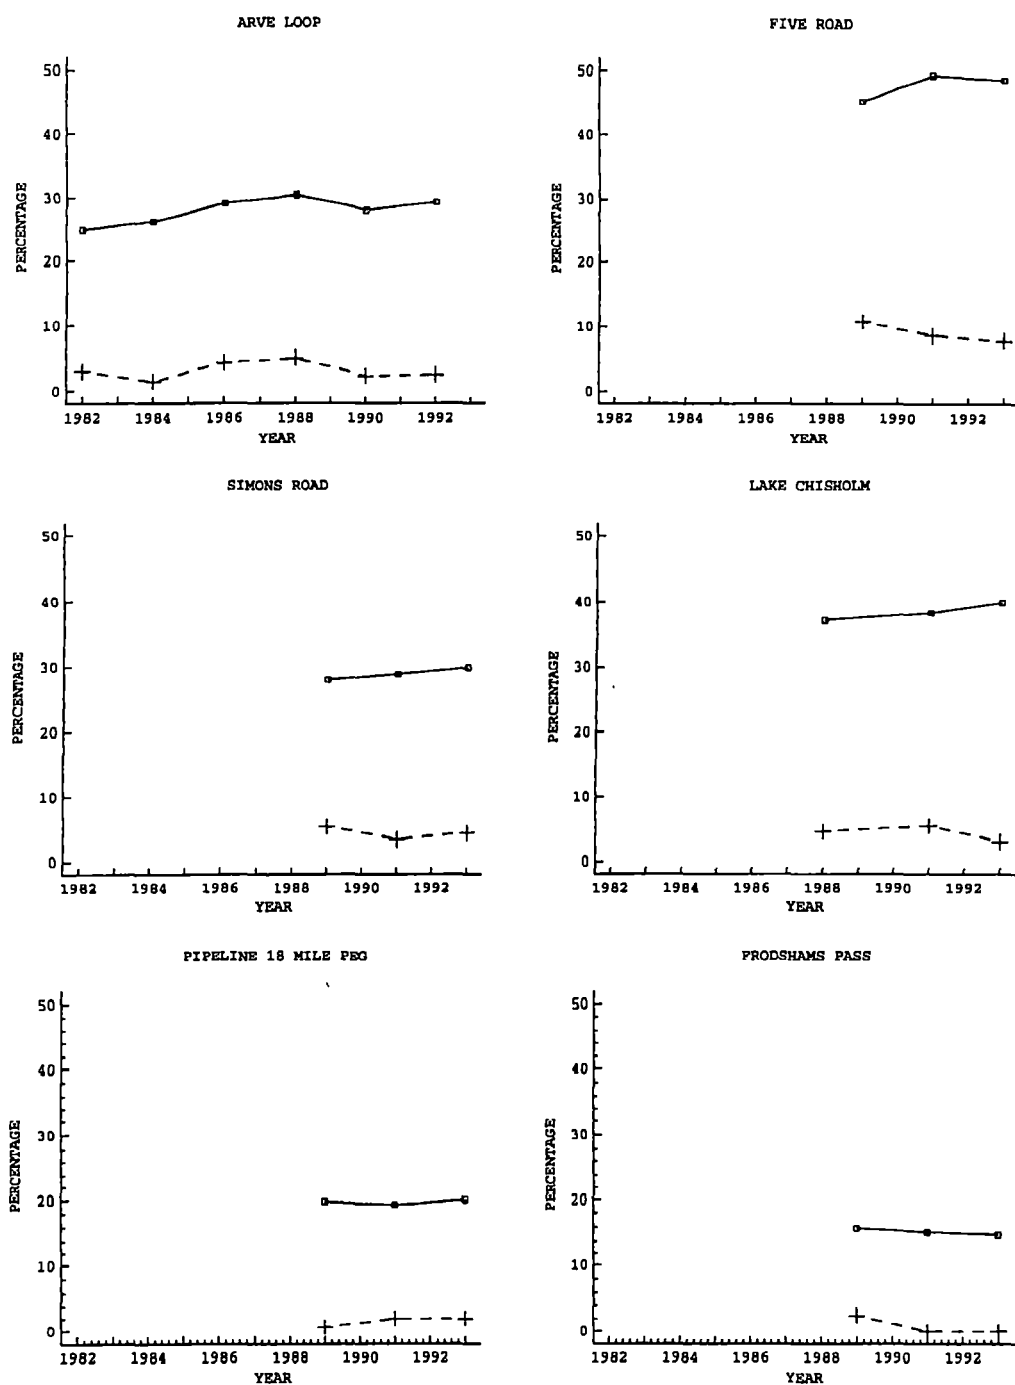 ARVE LOOP
50
40
30
20
10
0
PERCENTAGE
1982 1984 1986 1988 1990 1992
YEAR
FIVE ROAD
50
40
30
20
10
0
PERCENTAGE
1982 1984 1986 1988 1990 1992
YEAR
SIMONS ROAD
50
40
30
20
10
0
PERCENTAGE
1982 1984 1986 1988 1990 1992
YEAR
LAKE CHISHOLM
50
40
30
20
10
0
PERCENTAGE
1982 1984 1986 1988 1990 1992
YEAR
PIPELINE 18 MILE PEG
50
40
30
20
10
0
PERCENTAGE
1982 1984 1986 1988 1990 1992
YEAR
FRODSHAMS PASS
50
40
30
20
10
0
PERCENTAGE
1982 1984 1986 1988 1990 1992
YEAR